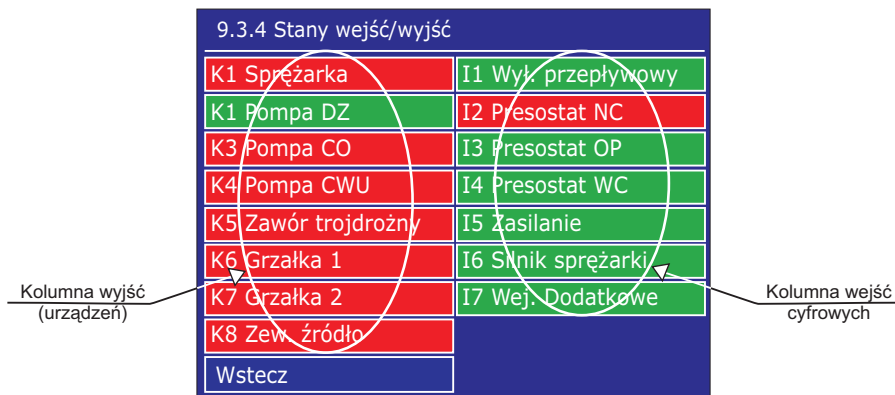 9.3.4 Stany wejść/wyjść
K1 Sprężarka
I1 Wył. przepływowy
K1 Pompa DZ
I2 Presostat NC
K3 Pompa CO
I3 Presostat OP
K4 Pompa CWU
I4 Presostat WC
K5 Zawór trojdrożny
I5 Zasilanie
K6 Grzałka 1
I6 Silnik sprężarki
K7 Grzałka 2
I7 Wej. Dodatkowe
K8 Zew. źródło
Wstecz
Kolumna wyjść
(urządzeń)
Kolumna wejść
cyfrowych